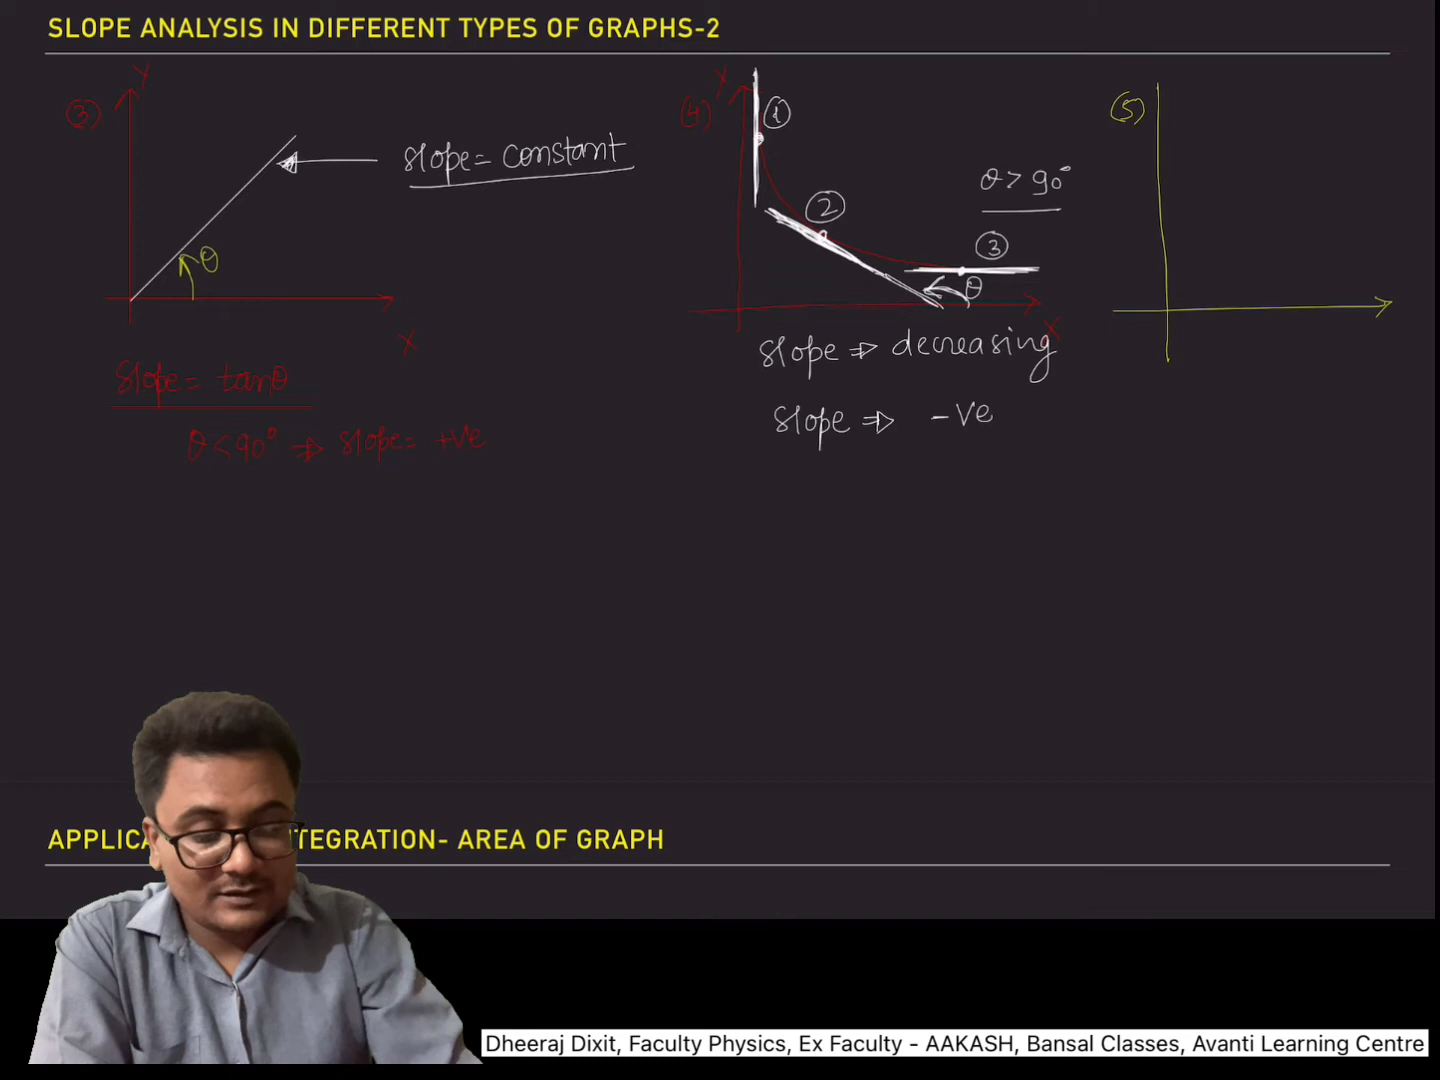 SLOPE ANALYSIS IN DIFFERENT TYPES OF GRAPHS-2
(3)
Y
slope = constant
θ
X
slope = tanθ
θ < 90° ⇒ slope = +ve
(4)
Y
1
2
3
θ > 90°
θ
X
slope ⇒ decreasing
slope ⇒ -ve
(5)
APPLICA
NTEGRATION- AREA OF GRAPH
Dheeraj Dixit, Faculty Physics, Ex Faculty - AAKASH, Bansal Classes, Avanti Learning Centre